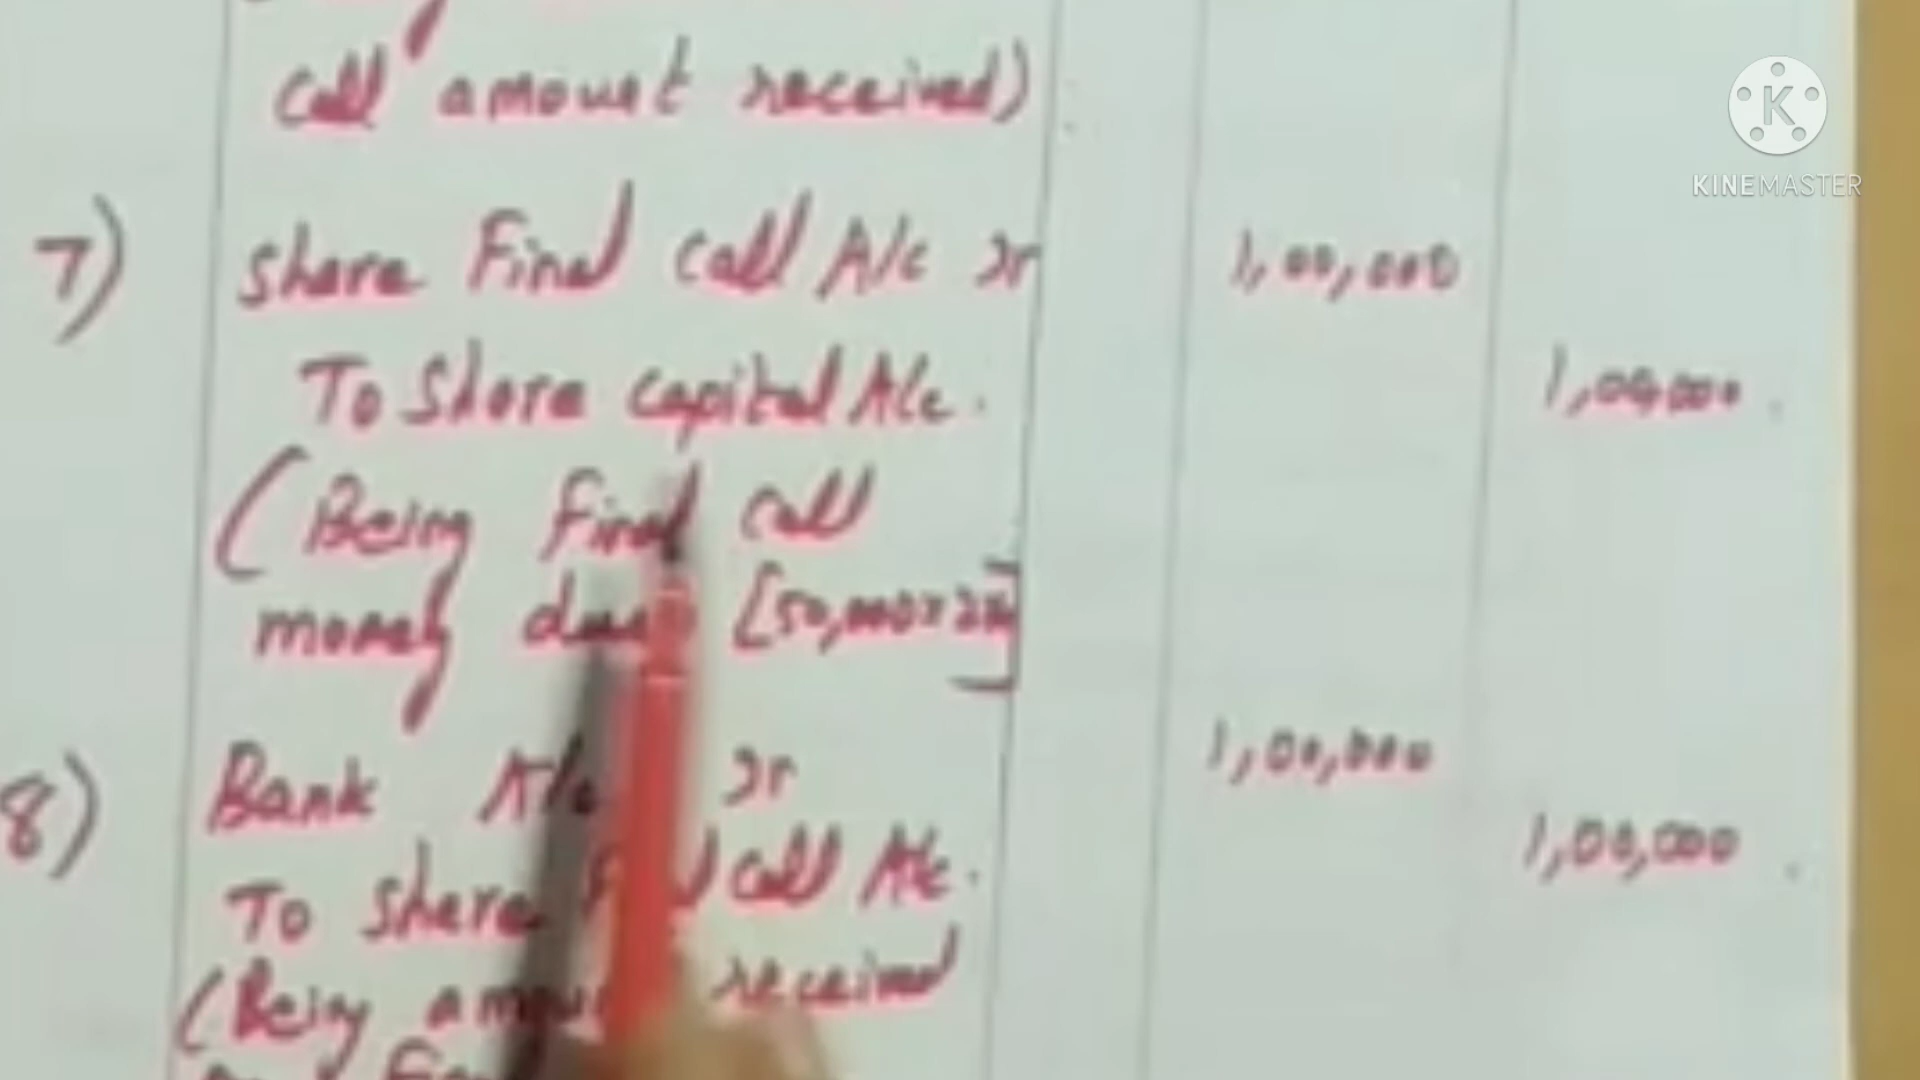 call amount received)
7) Share Final call A/c Dr 1,00,000
To Share capital A/c. 1,00,000
(Being Final call
money due [50,000x2]
8) Bank A/c Dr 1,00,000
To Share call A/c. 1,00,000
(Being received
KINEMASTER